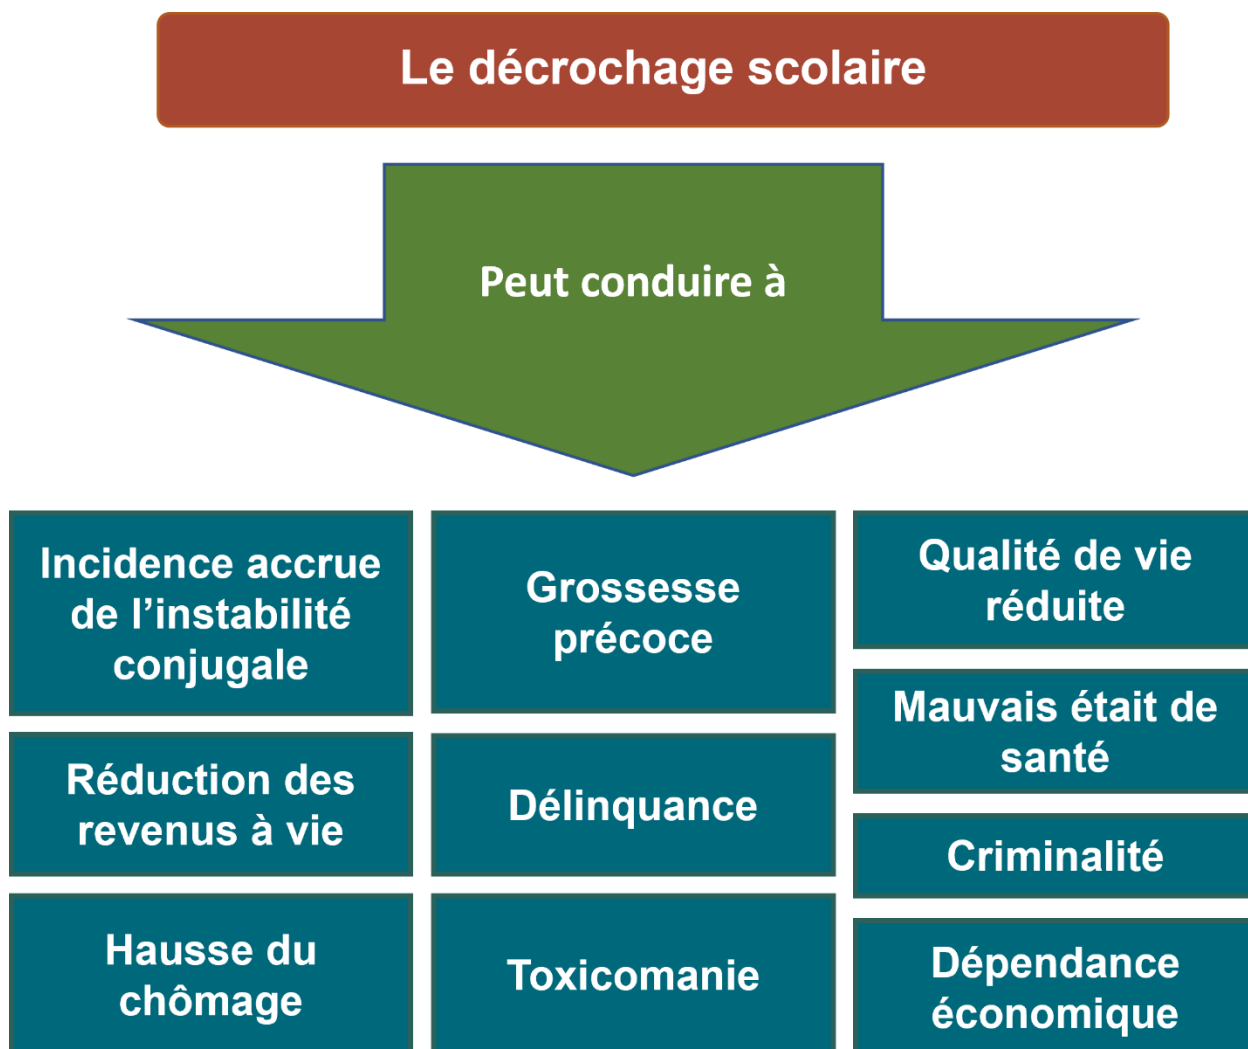 Le décrochage scolaire
Peut conduire à
Incidence accrue
de l’instabilité
conjugale
Réduction des
revenus à vie
Hausse du
chômage
Grossesse
précoce
Délinquance
Toxicomanie
Qualité de vie
réduite
Mauvais était de
santé
Criminalité
Dépendance
économique